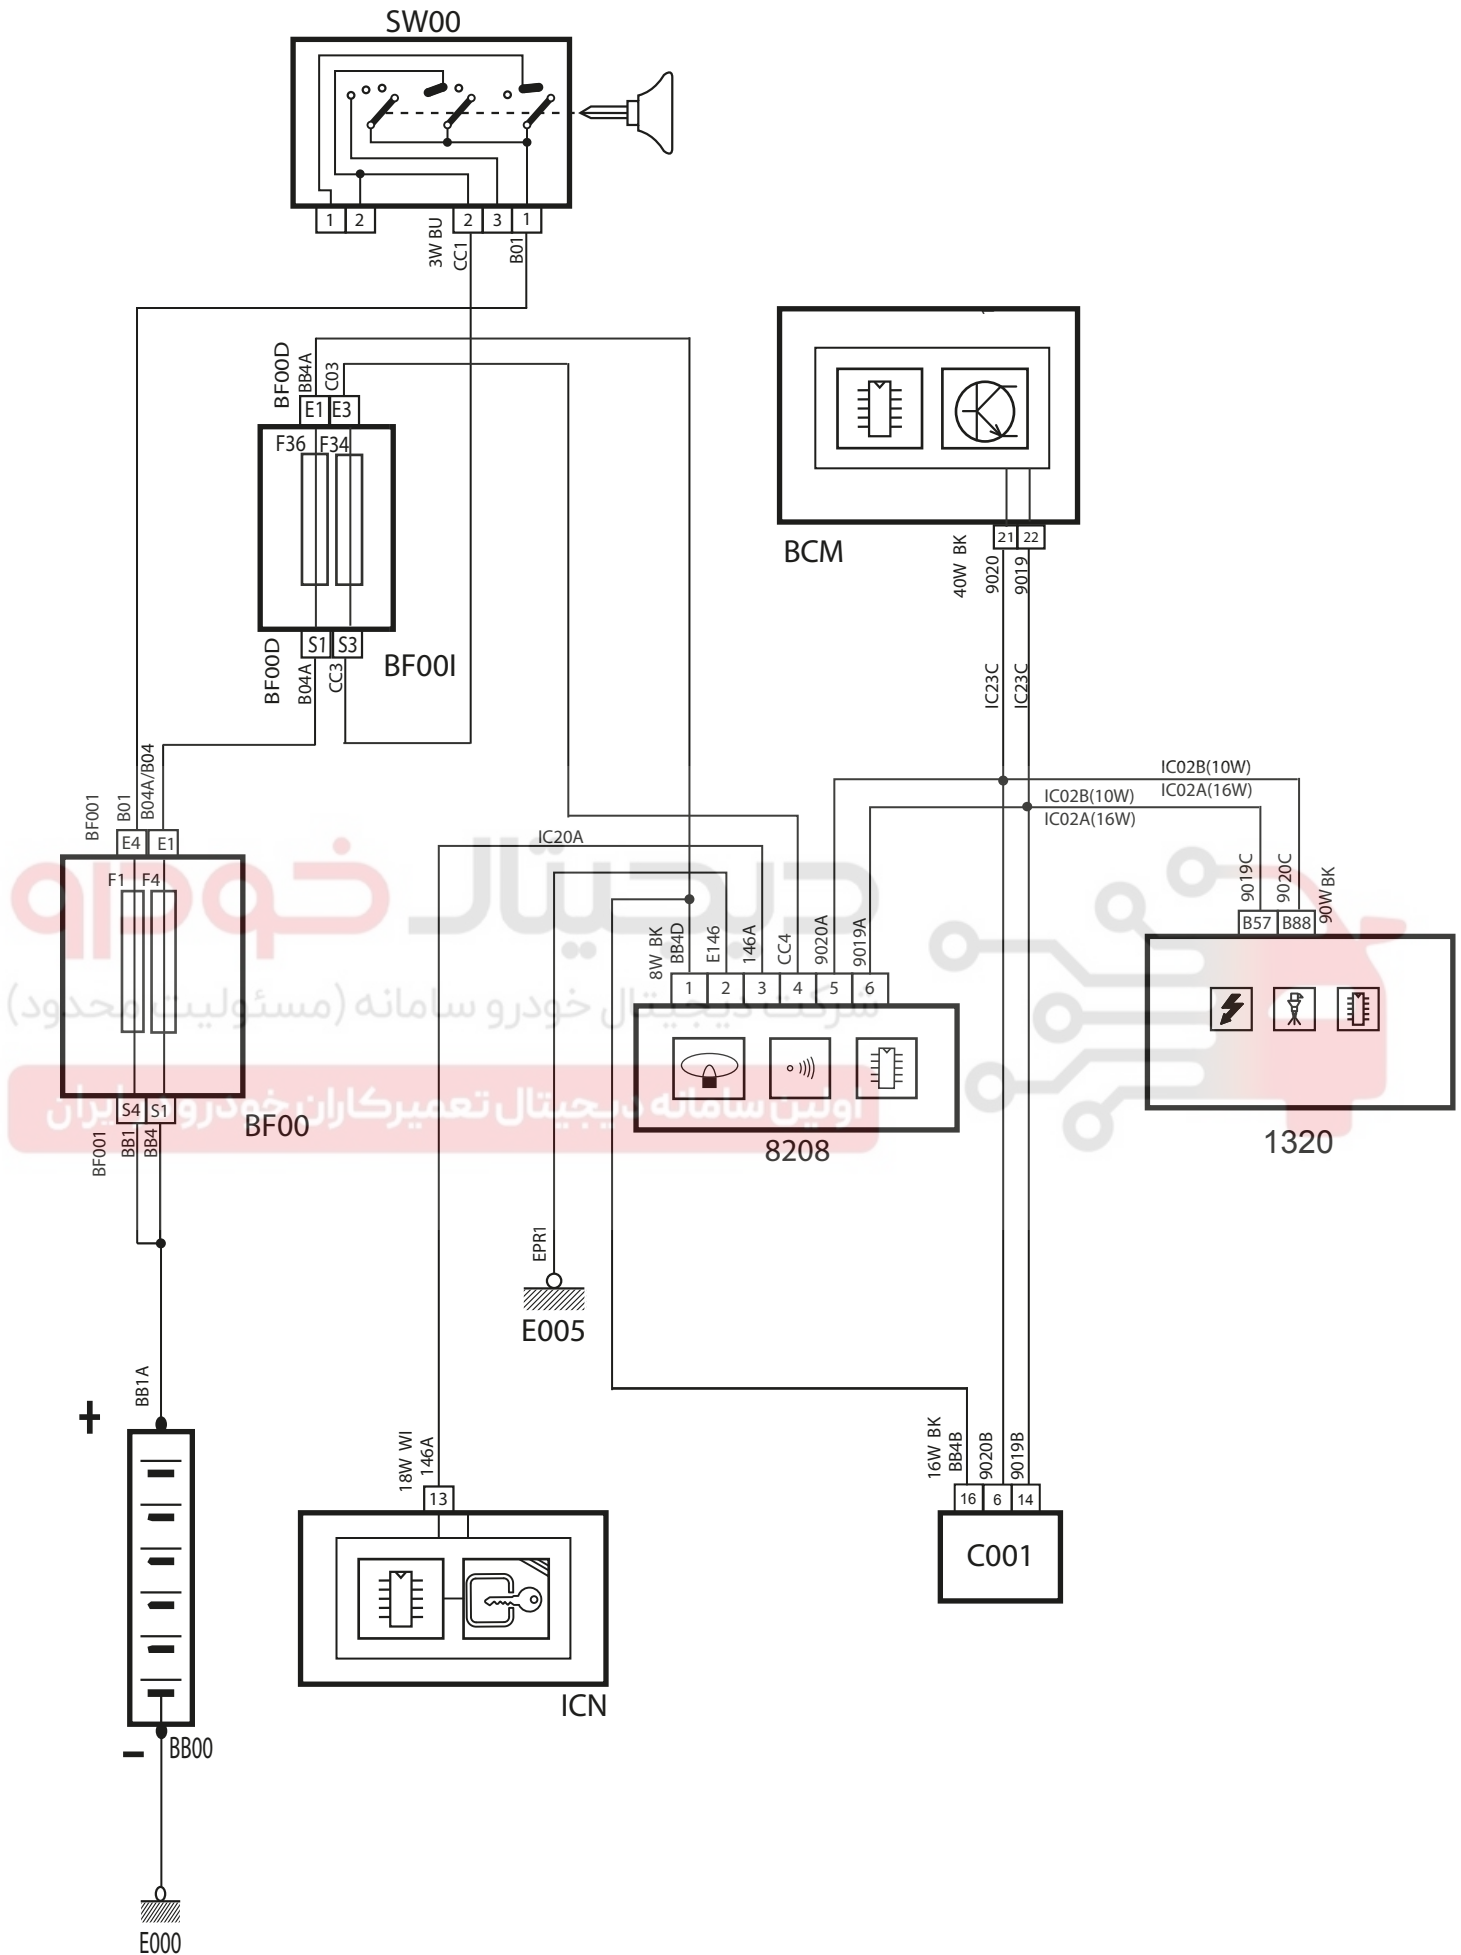 SW00
1 2 2 3 1
3W BU
CC1
B01
BF00D
BB4A
C03
E1 E3
F36 F34
S1 S3
BF00D
B04A
CC3
BF00I
BCM
21 22
40W BK
9020
9019
IC23C
IC23C
IC02B(10W)
IC02A(16W)
IC02B(10W)
IC02A(16W)
BF001
B01
B04A/B04
E4 E1
F1 F4
S4 S1
BF001
BB1
BB4
BF00
IC20A
8W BK
BB4D
E146
146A
CC4
9020A
9019A
1 2 3 4 5 6
8208
9019C
9020C
90W BK
B57 B88
1320
دیجیتال خودرو
شرکت دیجیتال خودرو سامانه (مسئولیت محدود)
اولین سامانه دیجیتال تعمیرکاران خودرو در ایران
EPR1
E005
BB1A
+
-
BB00
E000
18W WI
146A
13
ICN
16W BK
BB4B
9020B
9019B
16 6 14
C001